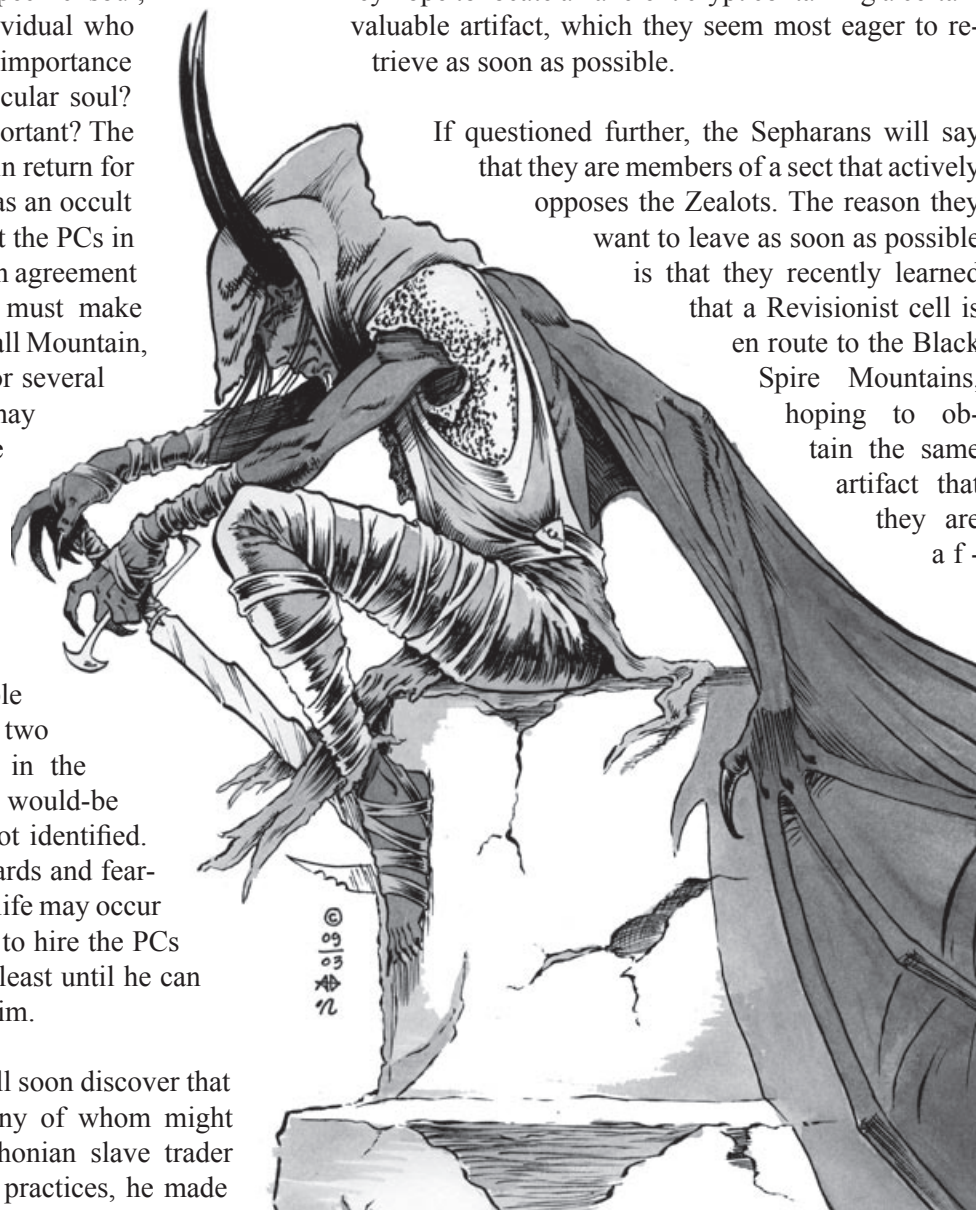 vidual who
importance
cular soul?
ortant? The
in return for
as an occult
t the PCs in
agreement
must make
all Mountain,
or several
may
two
in the
would-be
ot identified.
ards and fear-
life may occur
to hire the PCs
least until he can
im.
ll soon discover that
ny of whom might
honian slave trader
practices, he made
valuable artifact, which they seem most eager to re-
trieve as soon as possible.
If questioned further, the Sepharans will say
that they are members of a sect that actively
opposes the Zealots. The reason they
want to leave as soon as possible
is that they recently learned
that a Revisionist cell is
en route to the Black
Spire Mountains,
hoping to ob-
tain the same
artifact that
they are
af-
©
09
03